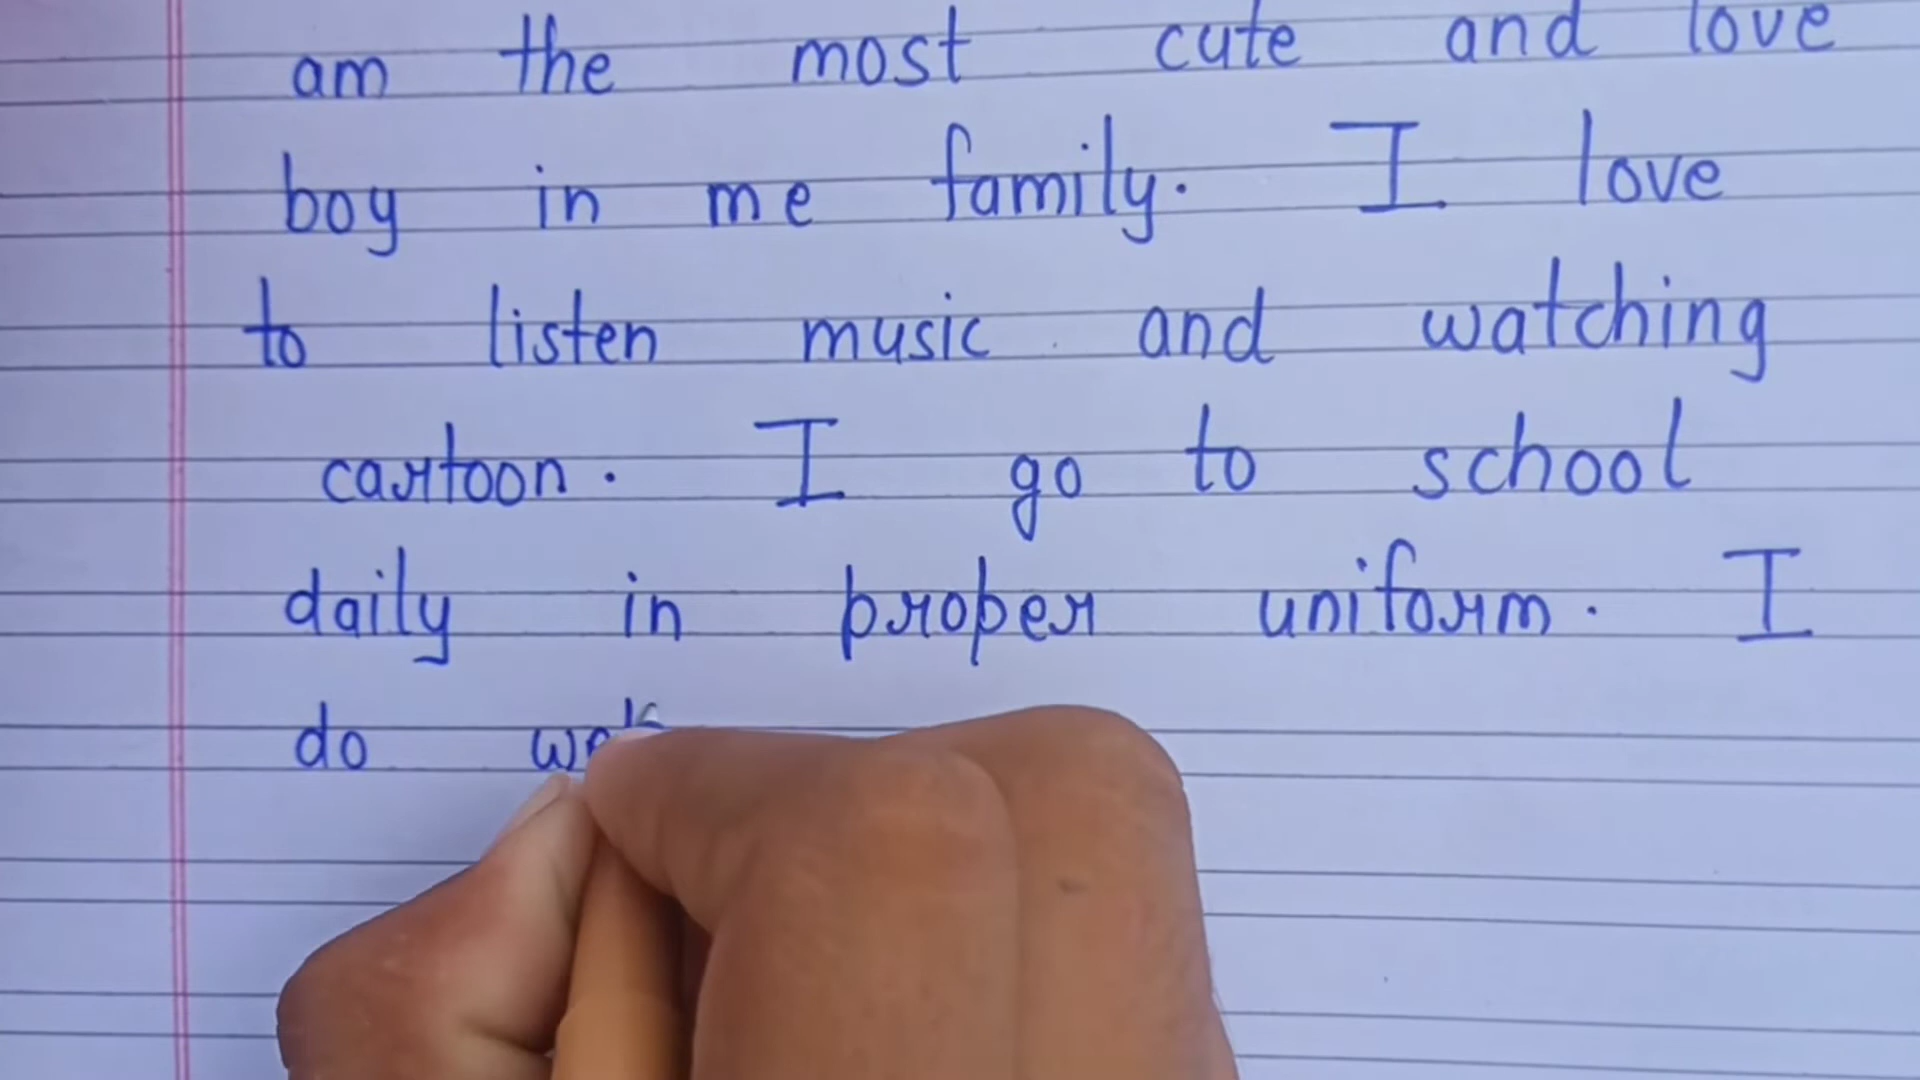 am the most cute and love
boy in me family. I love
to listen music and watching
cartoon. I go to school
daily in proper uniform. I
do